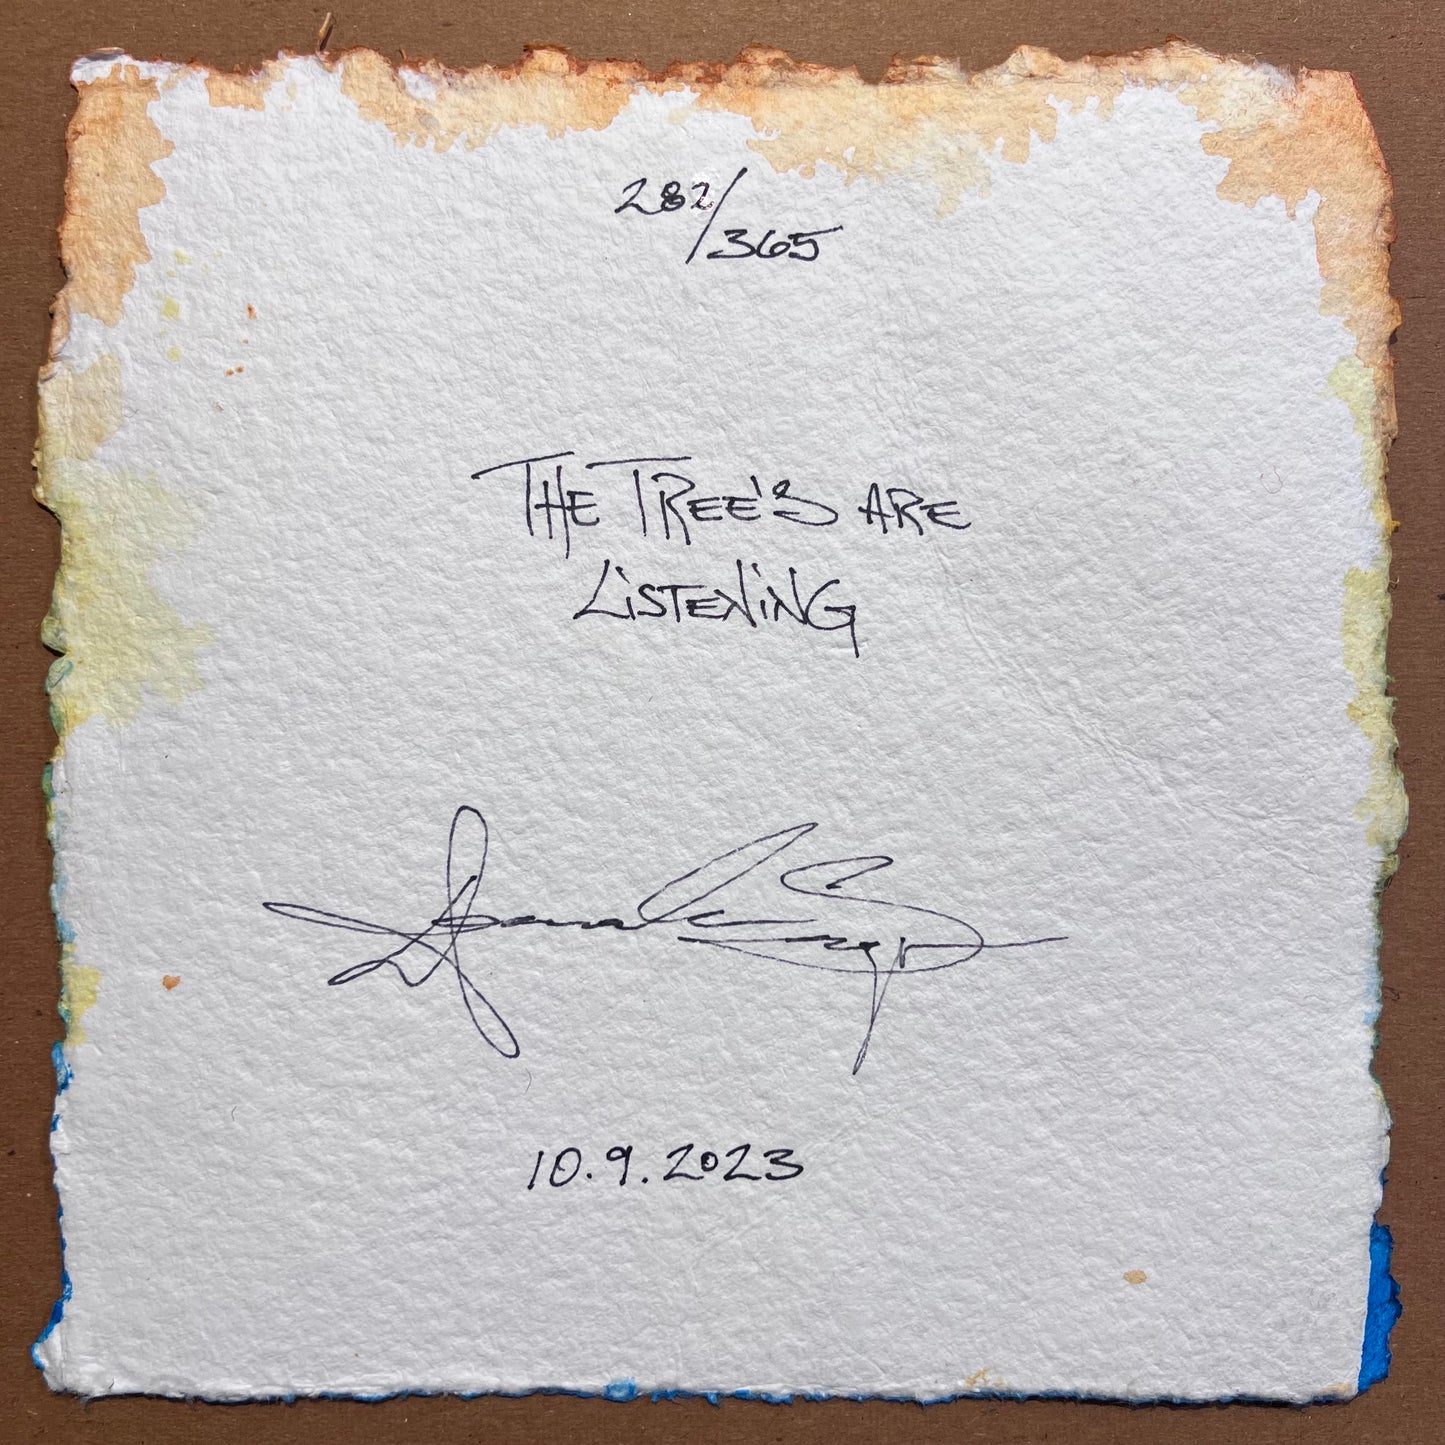 282/365
THE TREE'S ARE
LISTENING
10.9.2023